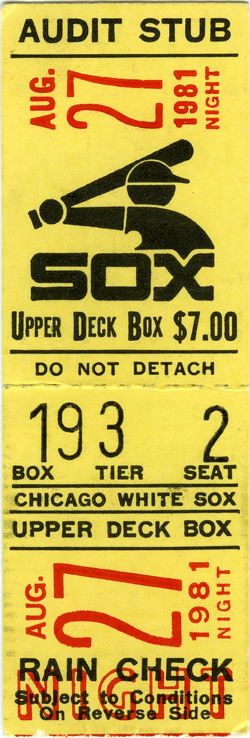 AUDIT STUB
AUG. 27 1981 NIGHT
SOX
UPPER DECK BOX $7.00
DO NOT DETACH
193 2
BOX TIER SEAT
CHICAGO WHITE SOX
UPPER DECK BOX
AUG. 27 1981 NIGHT
NIGHT
RAIN CHECK
Subject to Conditions
On Reverse Side